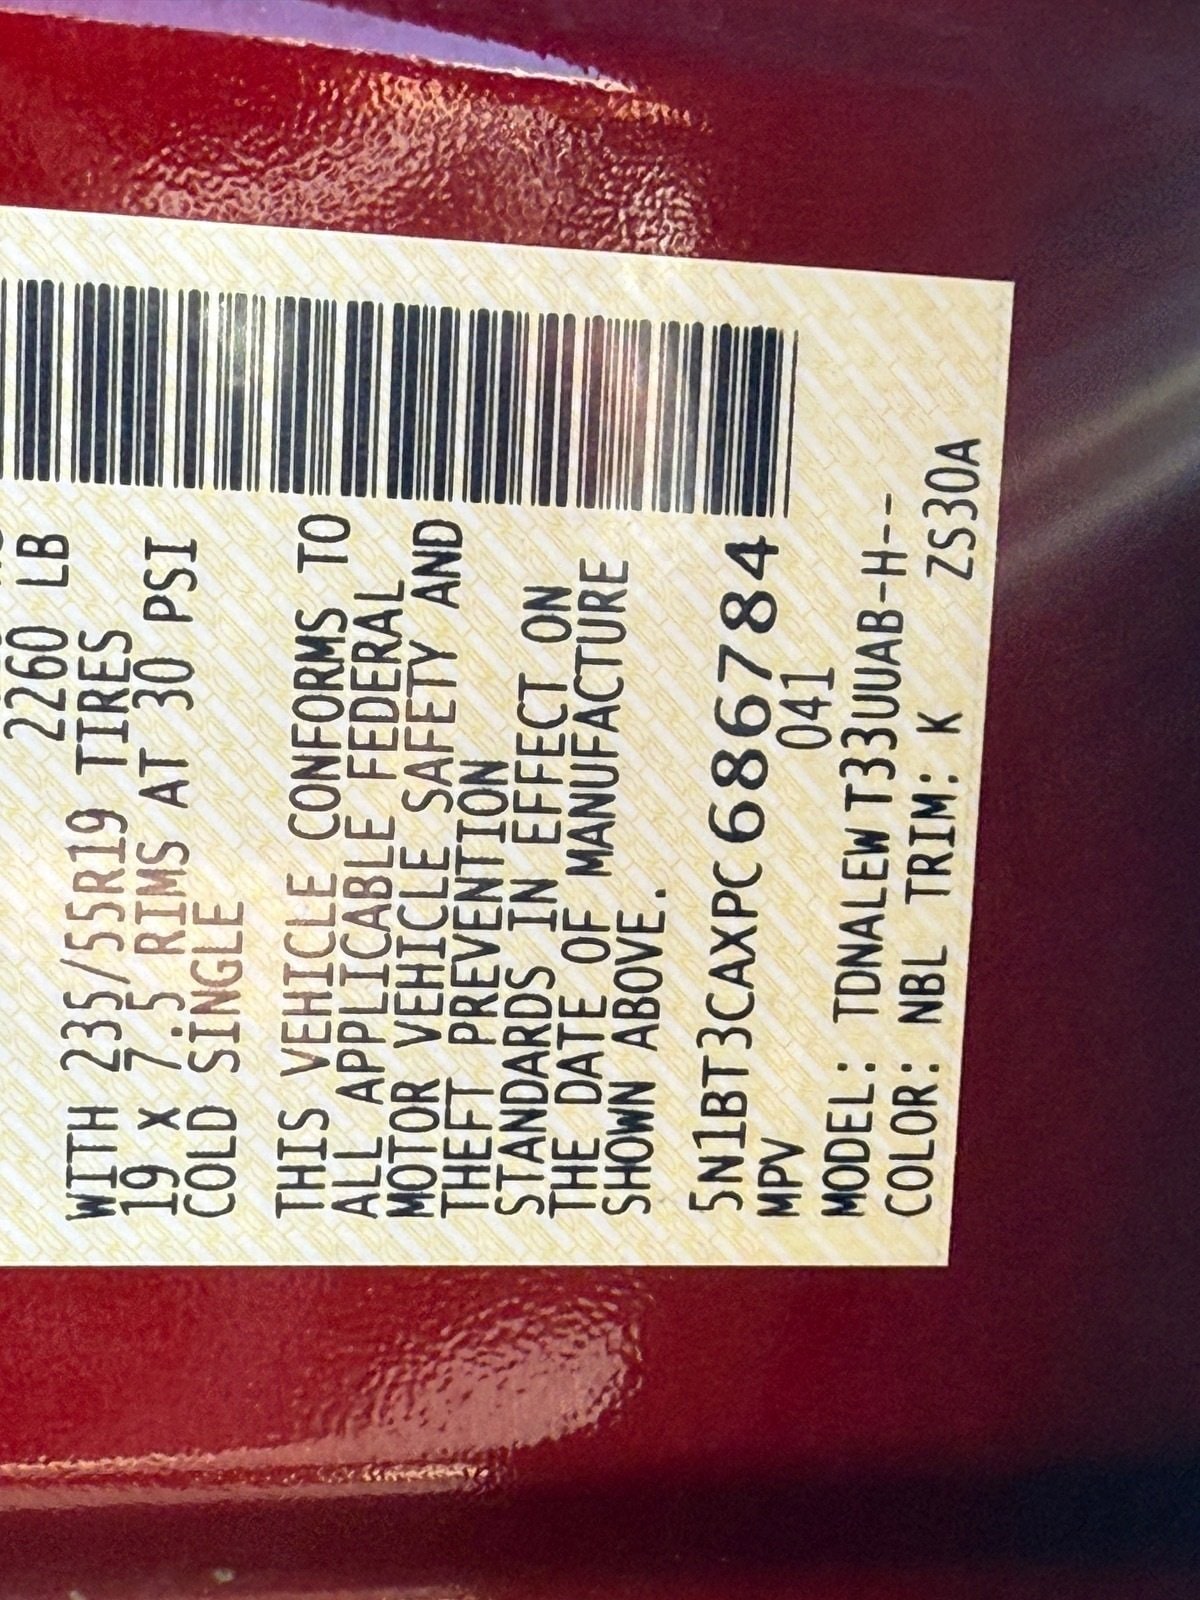 2260 LB
WITH 235/55R19 TIRES
19 x 7.5 RIMS AT 30 PSI
COLD SINGLE
THIS VEHICLE CONFORMS TO
ALL APPLICABLE FEDERAL
MOTOR VEHICLE SAFETY AND
THEFT PREVENTION
STANDARDS IN EFFECT ON
THE DATE OF MANUFACTURE
SHOWN ABOVE.
5N1BT3CAXPC686784
MPV 041
MODEL: TDNALEWT33UUAB-H--
COLOR: NBL TRIM: K ZS30A